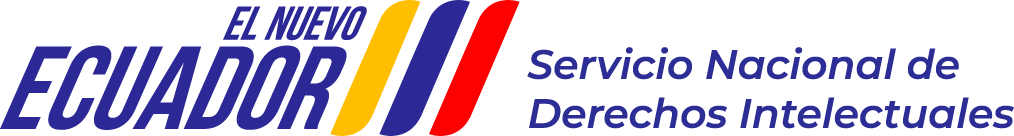 EL NUEVO
ECUADOR
Servicio Nacional de
Derechos Intelectuales